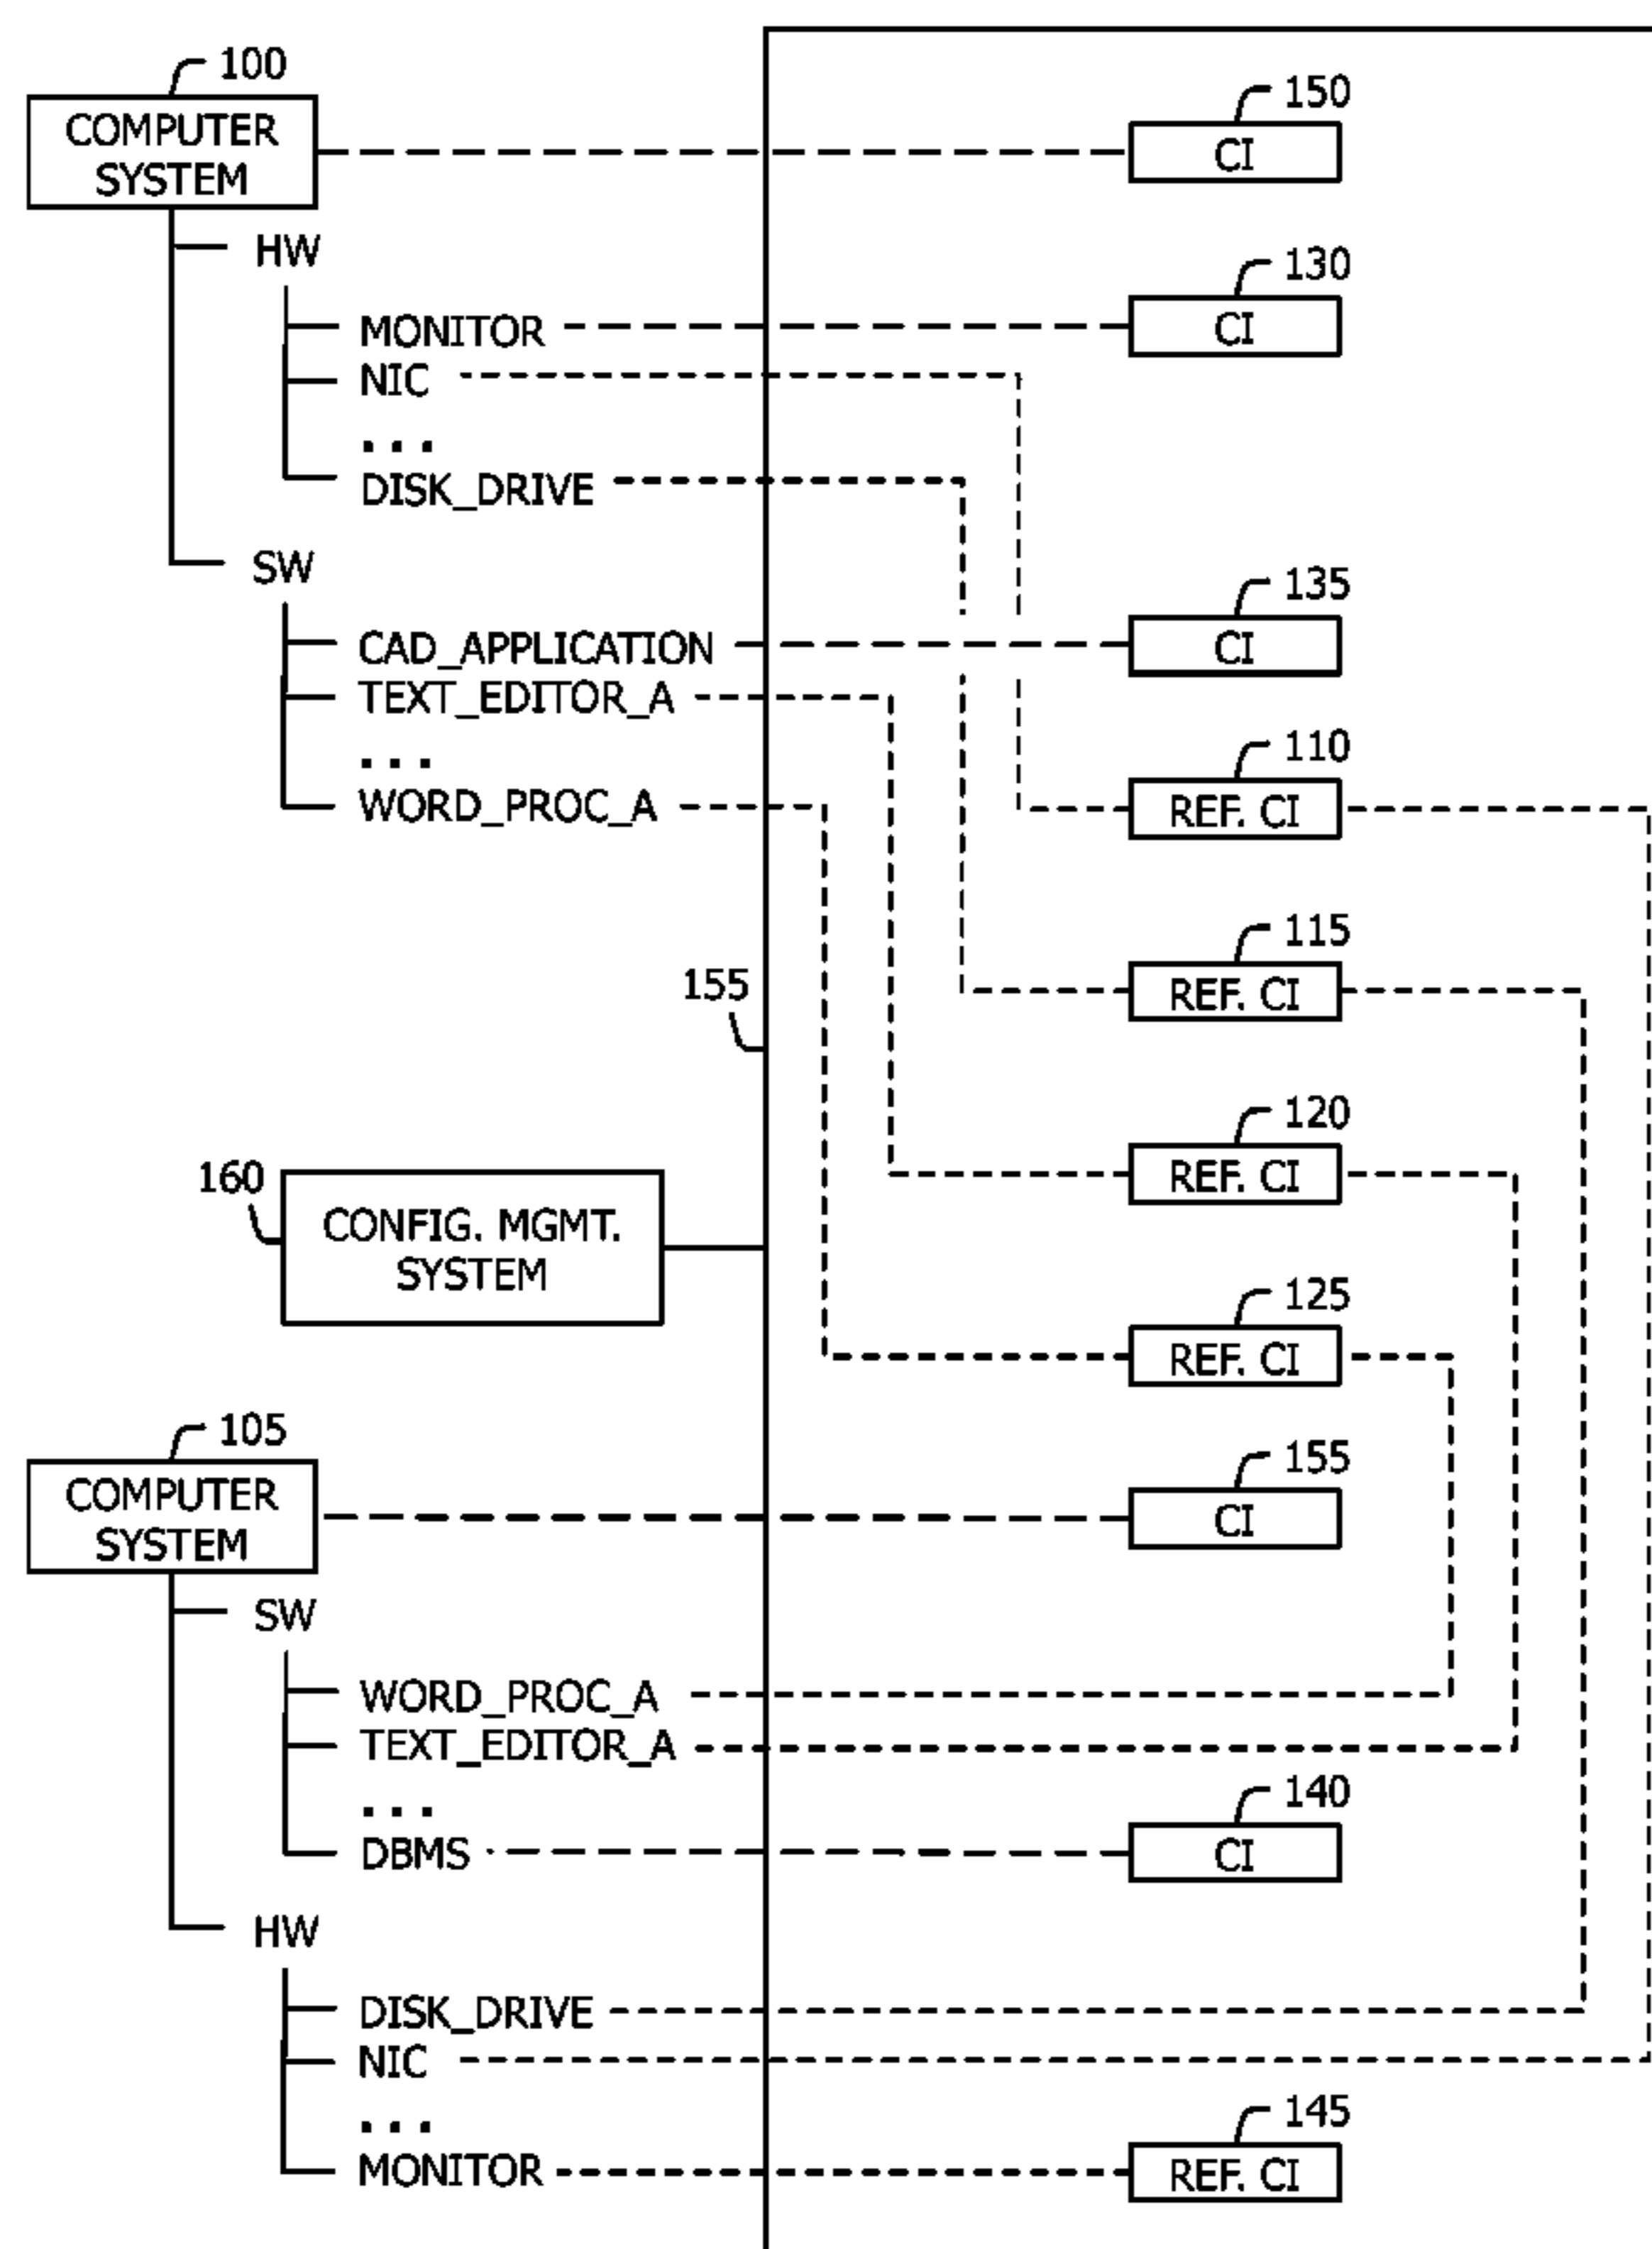 100
COMPUTER
SYSTEM
150
CI
HW
130
CI
MONITOR
NIC
...
DISK_DRIVE
SW
135
CI
CAD_APPLICATION
TEXT_EDITOR_A
...
WORD_PROC_A
110
REF. CI
115
REF. CI
155
120
REF. CI
160
CONFIG. MGMT.
SYSTEM
125
REF. CI
105
COMPUTER
SYSTEM
155
CI
SW
WORD_PROC_A
TEXT_EDITOR_A
...
DBMS
140
CI
HW
DISK_DRIVE
NIC
...
MONITOR
145
REF. CI